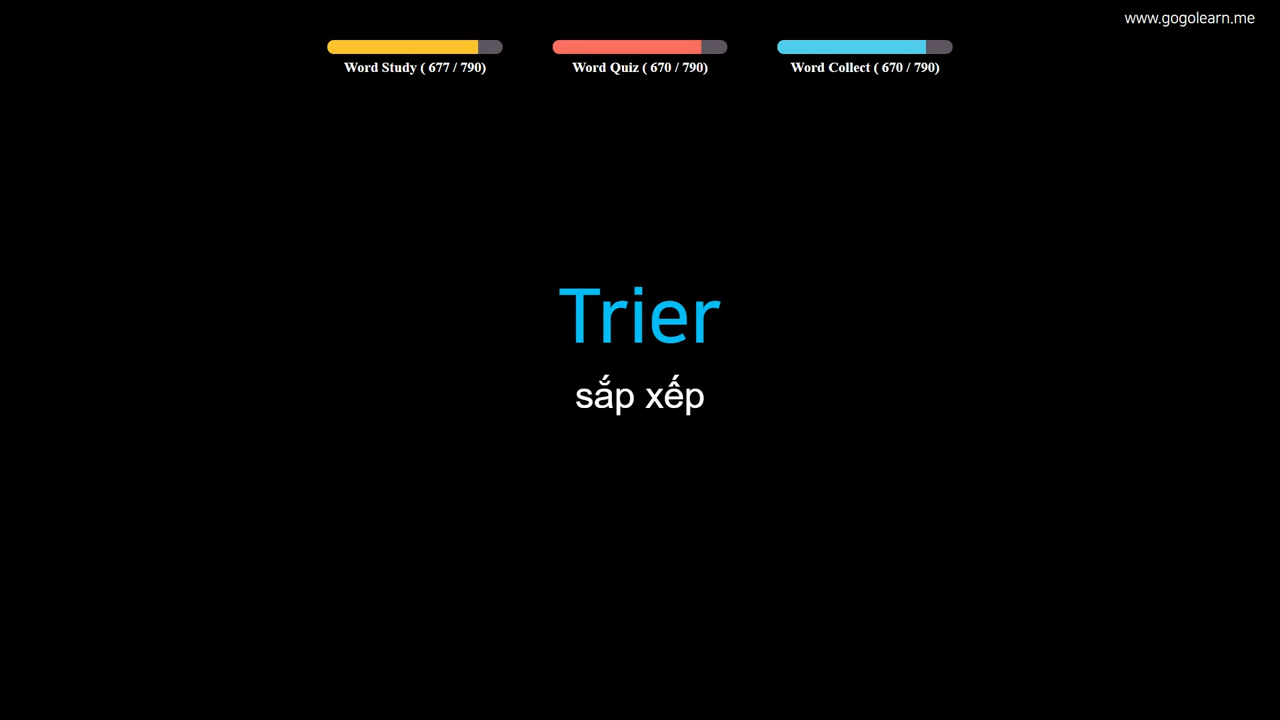 www.gogolearn.me
Word Study ( 677 / 790)
Word Quiz ( 670 / 790)
Word Collect ( 670 / 790)
Trier
sắp xếp